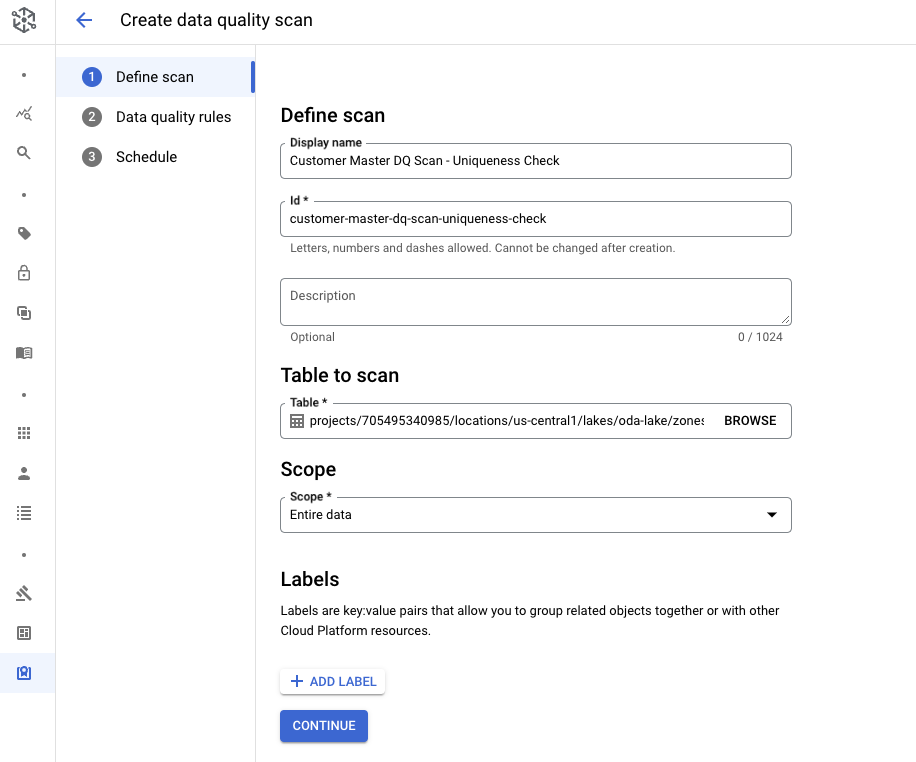 Create data quality scan
1 Define scan
2 Data quality rules
3 Schedule
Define scan
Display name
Customer Master DQ Scan - Uniqueness Check
Id *
customer-master-dq-scan-uniqueness-check
Letters, numbers and dashes allowed. Cannot be changed after creation.
Description
Optional 0 / 1024
Table to scan
Table *
projects/705495340985/locations/us-central1/lakes/oda-lake/zones BROWSE
Scope
Scope *
Entire data
Labels
Labels are key:value pairs that allow you to group related objects together or with other
Cloud Platform resources.
+ ADD LABEL
CONTINUE